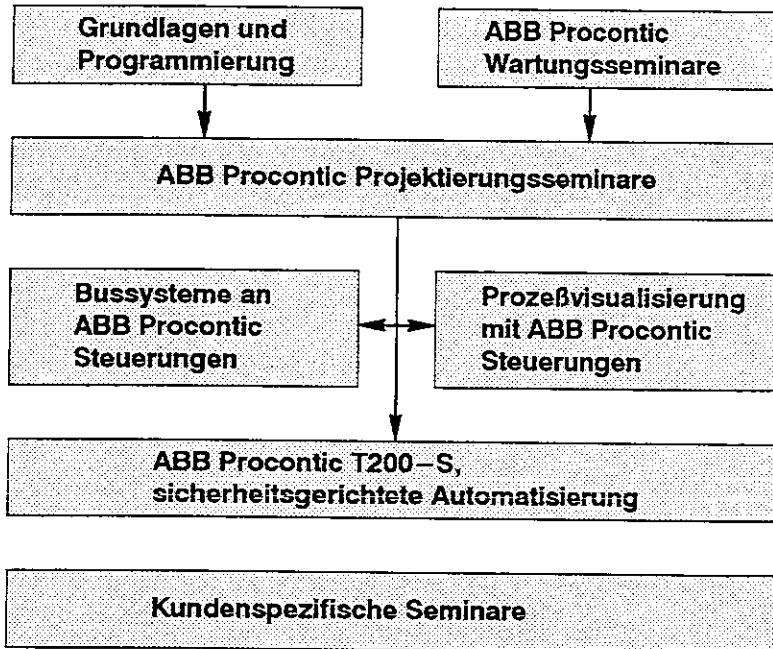 Grundlagen und
Programmierung
ABB Procontic
Wartungsseminare
ABB Procontic Projektierungsseminare
Bussysteme an
ABB Procontic
Steuerungen
Prozeßvisualisierung
mit ABB Procontic
Steuerungen
ABB Procontic T200–S,
sicherheitsgerichtete Automatisierung
Kundenspezifische Seminare